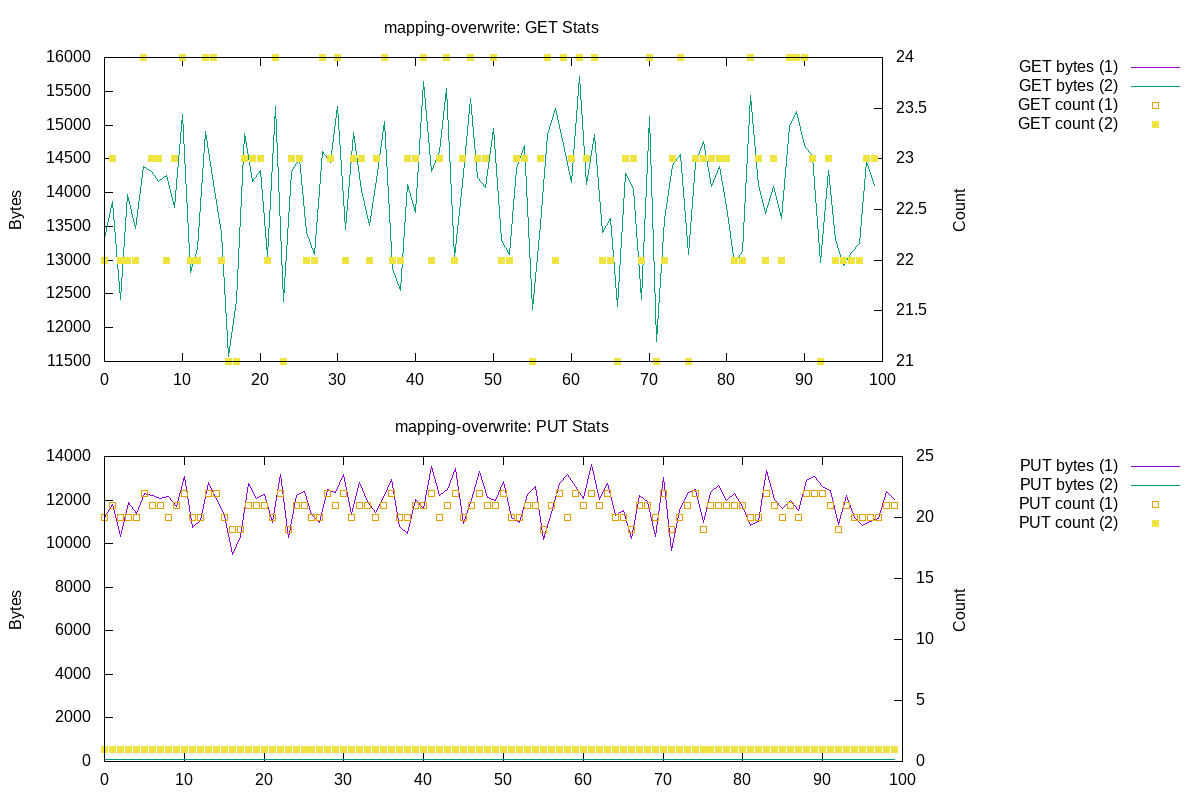 mapping-overwrite: GET Stats
16000
15500
15000
14500
14000
13500
13000
12500
12000
11500
Bytes
0 10 20 30 40 50 60 70 80 90 100
24
23.5
23
22.5
22
21.5
21
Count
GET bytes (1)
GET bytes (2)
GET count (1)
GET count (2)
mapping-overwrite: PUT Stats
14000
12000
10000
8000
6000
4000
2000
0
Bytes
0 10 20 30 40 50 60 70 80 90 100
25
20
15
10
5
0
Count
PUT bytes (1)
PUT bytes (2)
PUT count (1)
PUT count (2)